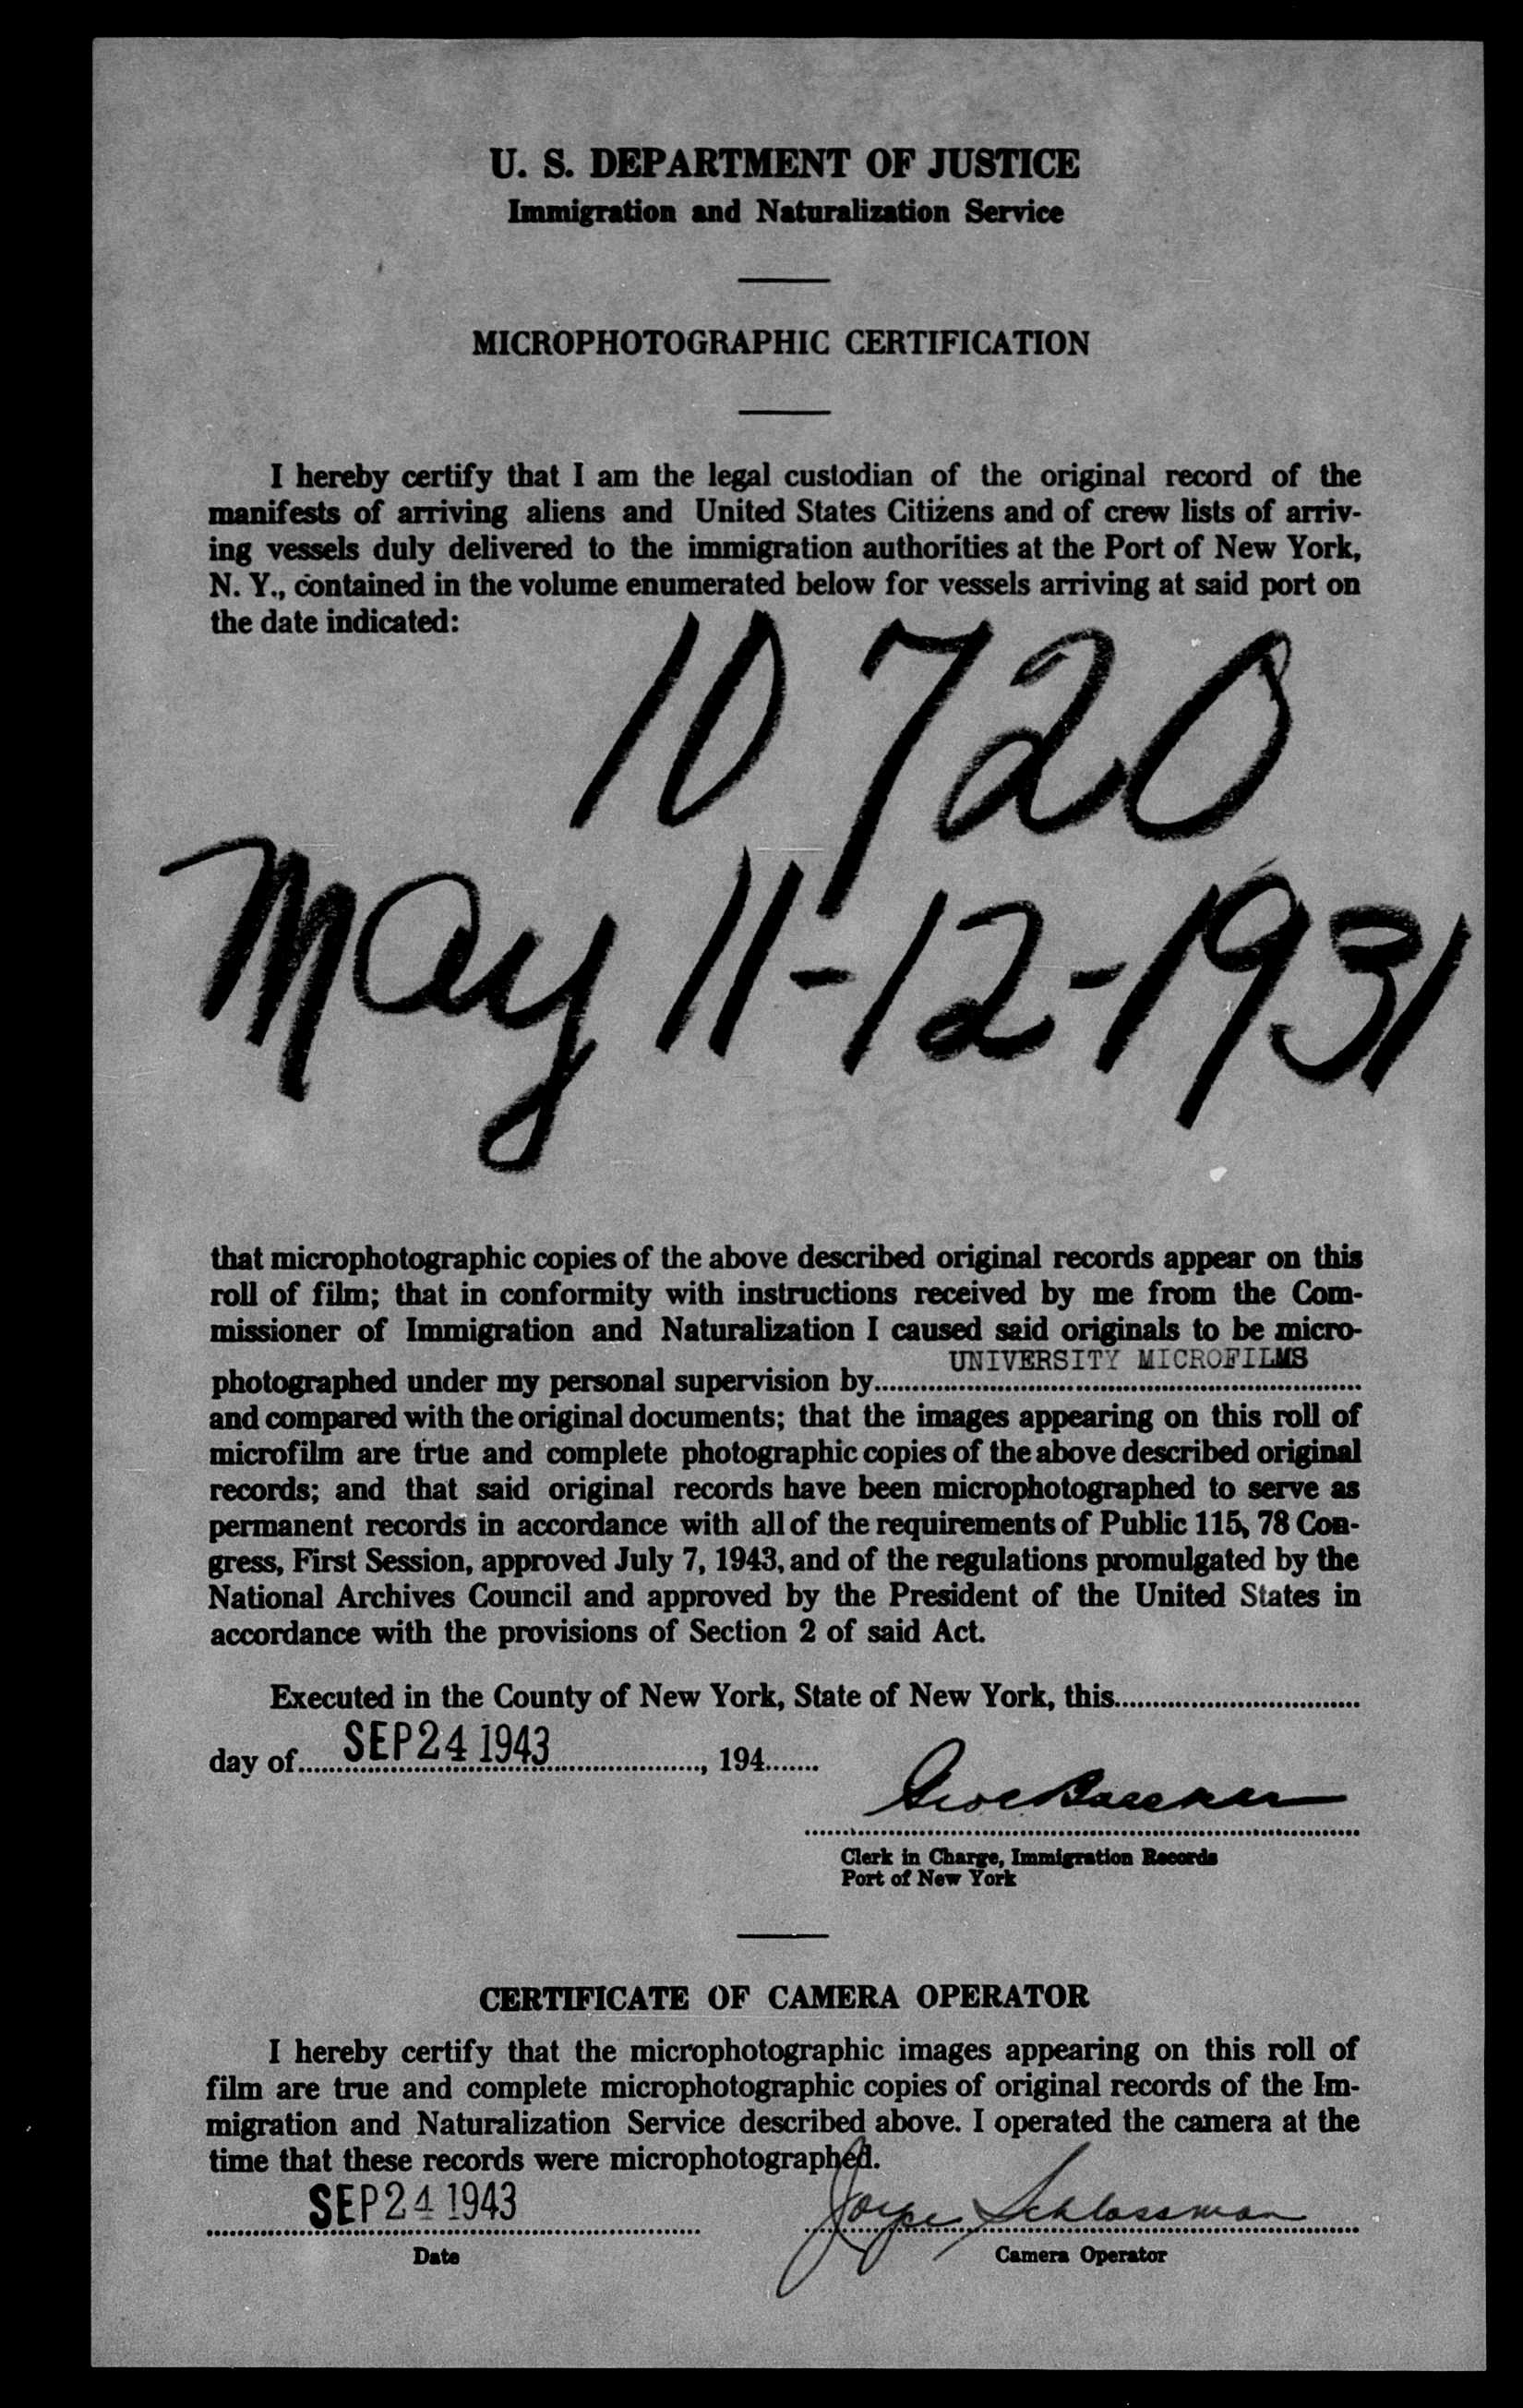 U. S. DEPARTMENT OF JUSTICE
Immigration and Naturalization Service
MICROPHOTOGRAPHIC CERTIFICATION
I hereby certify that I am the legal custodian of the original record of the
manifests of arriving aliens and United States Citizens and of crew lists of arriv-
ing vessels duly delivered to the immigration authorities at the Port of New York,
N. Y., contained in the volume enumerated below for vessels arriving at said port on
the date indicated:
10720
May 11-12-1931
that microphotographic copies of the above described original records appear on this
roll of film; that in conformity with instructions received by me from the Com-
missioner of Immigration and Naturalization I caused said originals to be micro-
UNIVERSITY MICROFILMS
photographed under my personal supervision by
and compared with the original documents; that the images appearing on this roll of
microfilm are true and complete photographic copies of the above described original
records; and that said original records have been microphotographed to serve as
permanent records in accordance with all of the requirements of Public 115, 78 Con-
gress, First Session, approved July 7, 1943, and of the regulations promulgated by the
National Archives Council and approved by the President of the United States in
accordance with the provisions of Section 2 of said Act.
Executed in the County of New York, State of New York, this
day of SEP 24 1943, 194
Clerk in Charge, Immigration Records
Port of New York
CERTIFICATE OF CAMERA OPERATOR
I hereby certify that the microphotographic images appearing on this roll of
film are true and complete microphotographic copies of original records of the Im-
migration and Naturalization Service described above. I operated the camera at the
time that these records were microphotographed.
SEP 24 1943 Schlossman
Date Camera Operator